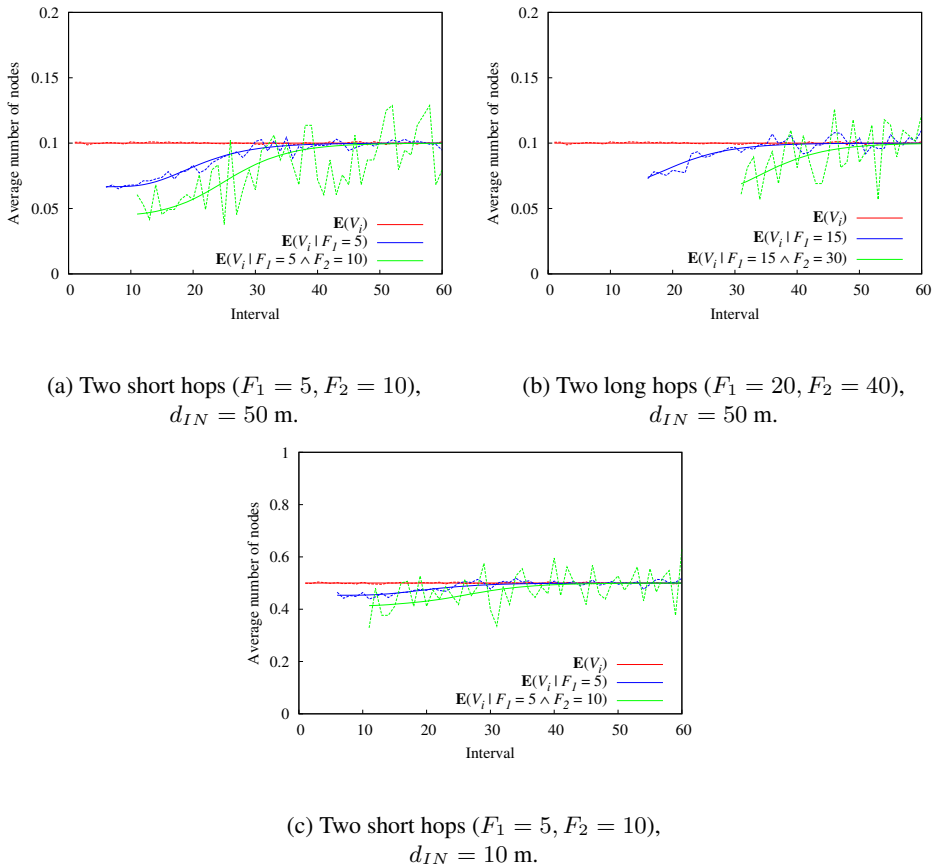 0.2
0.15
0.1
0.05
0
0 10 20 30 40 50 60
Average number of nodes
Interval
E(V_i)
E(V_i | F_1 = 5)
E(V_i | F_1 = 5 ∧ F_2 = 10)
0.2
0.15
0.1
0.05
0
0 10 20 30 40 50 60
Average number of nodes
Interval
E(V_i)
E(V_i | F_1 = 15)
E(V_i | F_1 = 15 ∧ F_2 = 30)
(a) Two short hops (F_1 = 5, F_2 = 10),
d_{IN} = 50 m.
(b) Two long hops (F_1 = 20, F_2 = 40),
d_{IN} = 50 m.
1
0.8
0.6
0.4
0.2
0
0 10 20 30 40 50 60
Average number of nodes
Interval
E(V_i)
E(V_i | F_1 = 5)
E(V_i | F_1 = 5 ∧ F_2 = 10)
(c) Two short hops (F_1 = 5, F_2 = 10),
d_{IN} = 10 m.